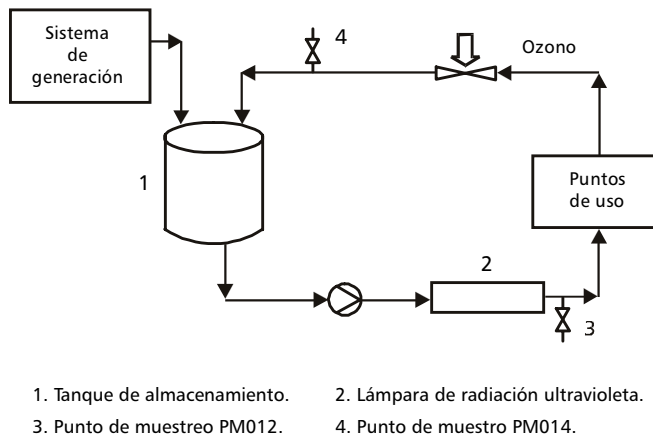 Sistema
de
generación
4
Ozono
1
Puntos
de uso
2
3
1. Tanque de almacenamiento.
2. Lámpara de radiación ultravioleta.
3. Punto de muestreo PM012.
4. Punto de muestro PM014.